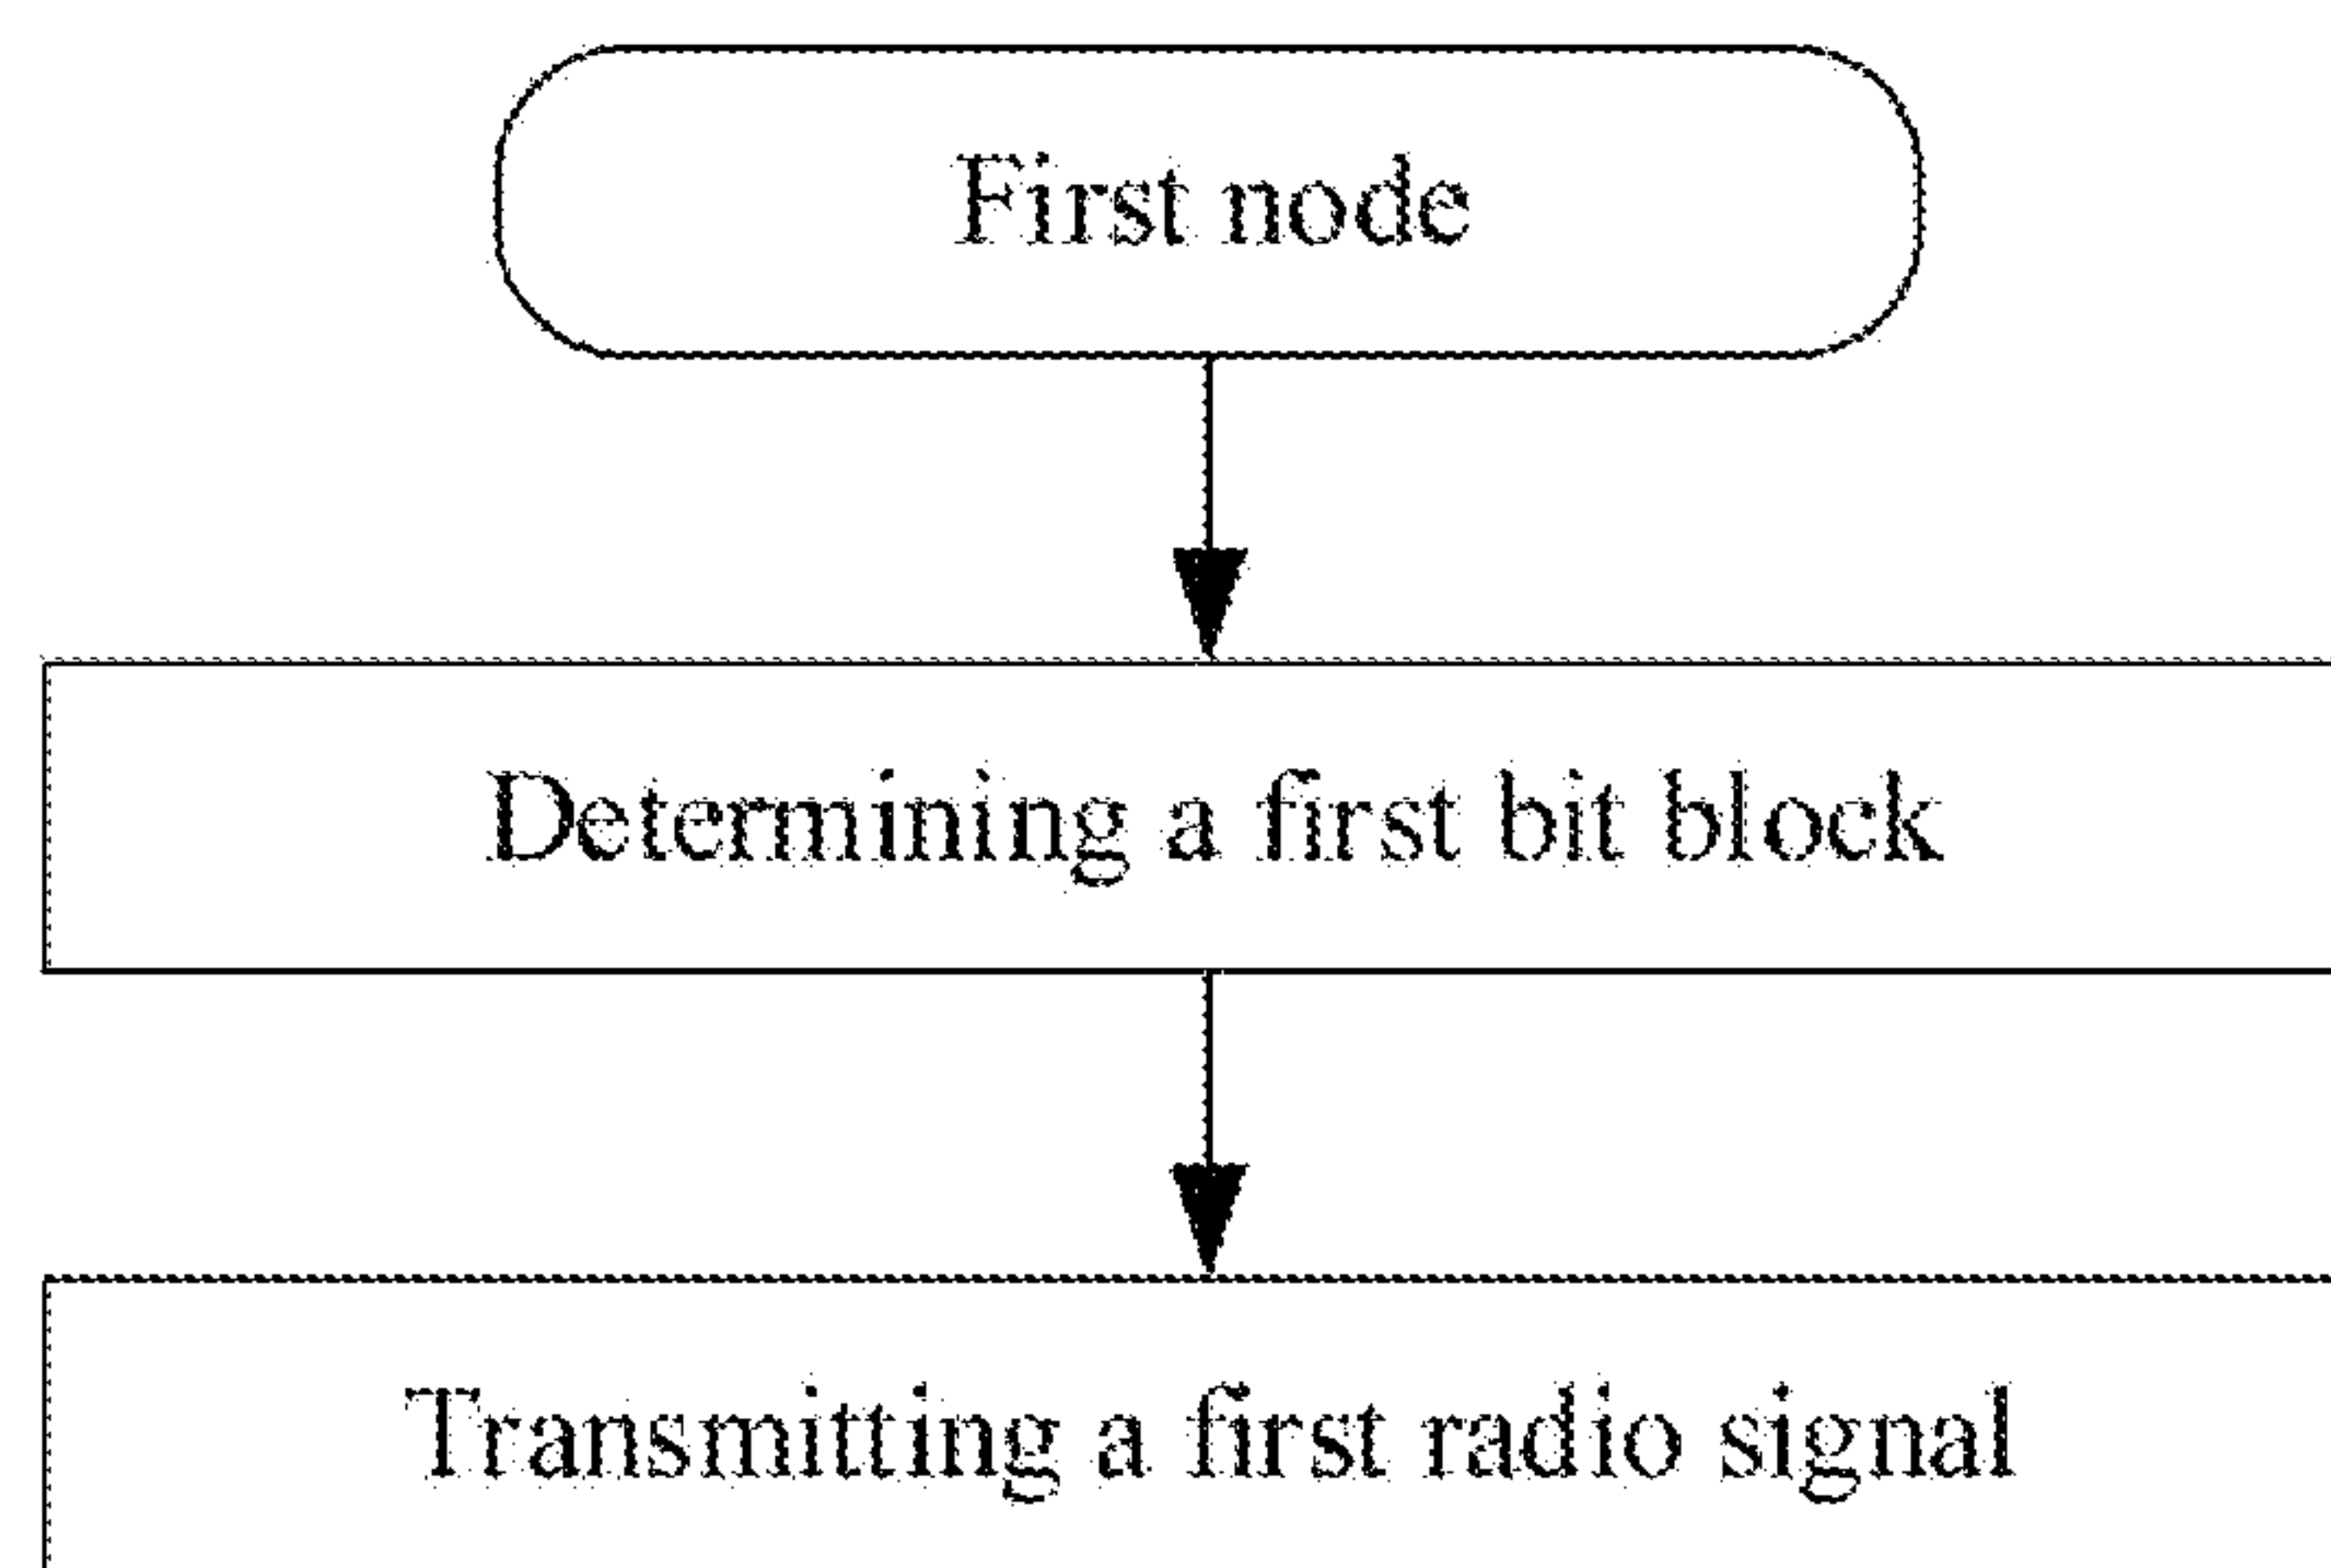 First node
Determining a first bit block
Transmitting a first radio signal